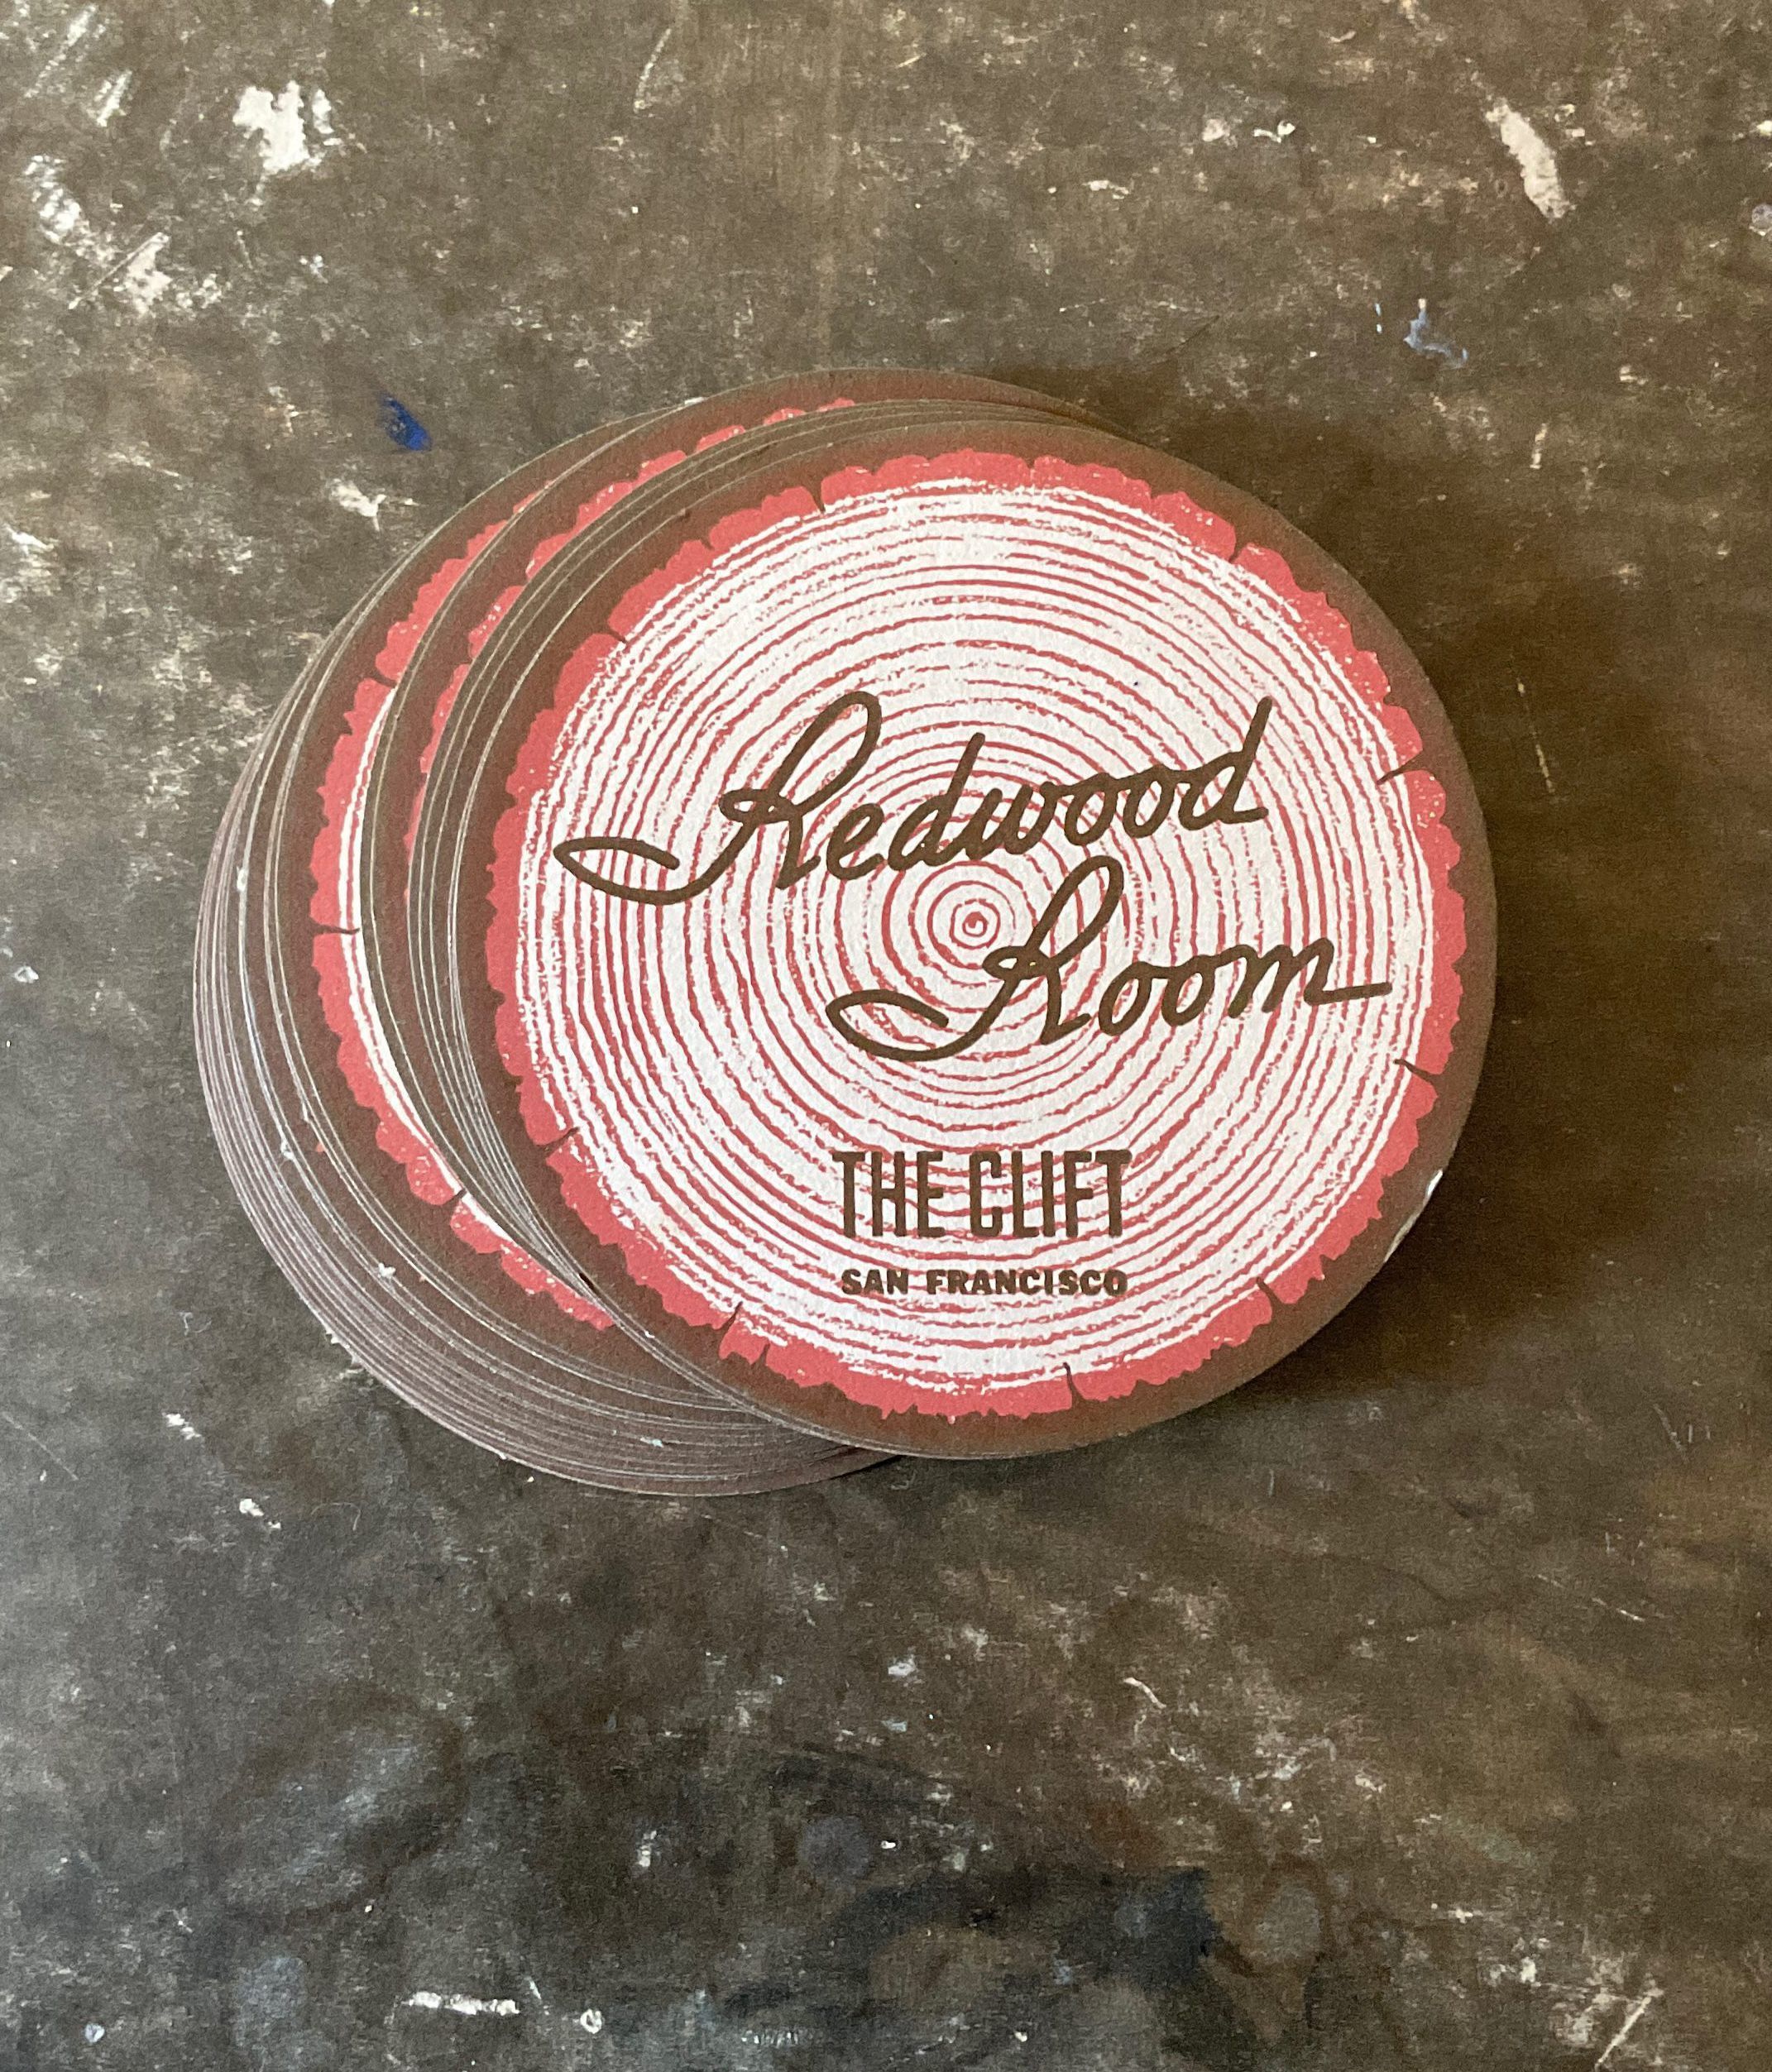 Redwood
Room
THE CLIFT
SAN FRANCISCO